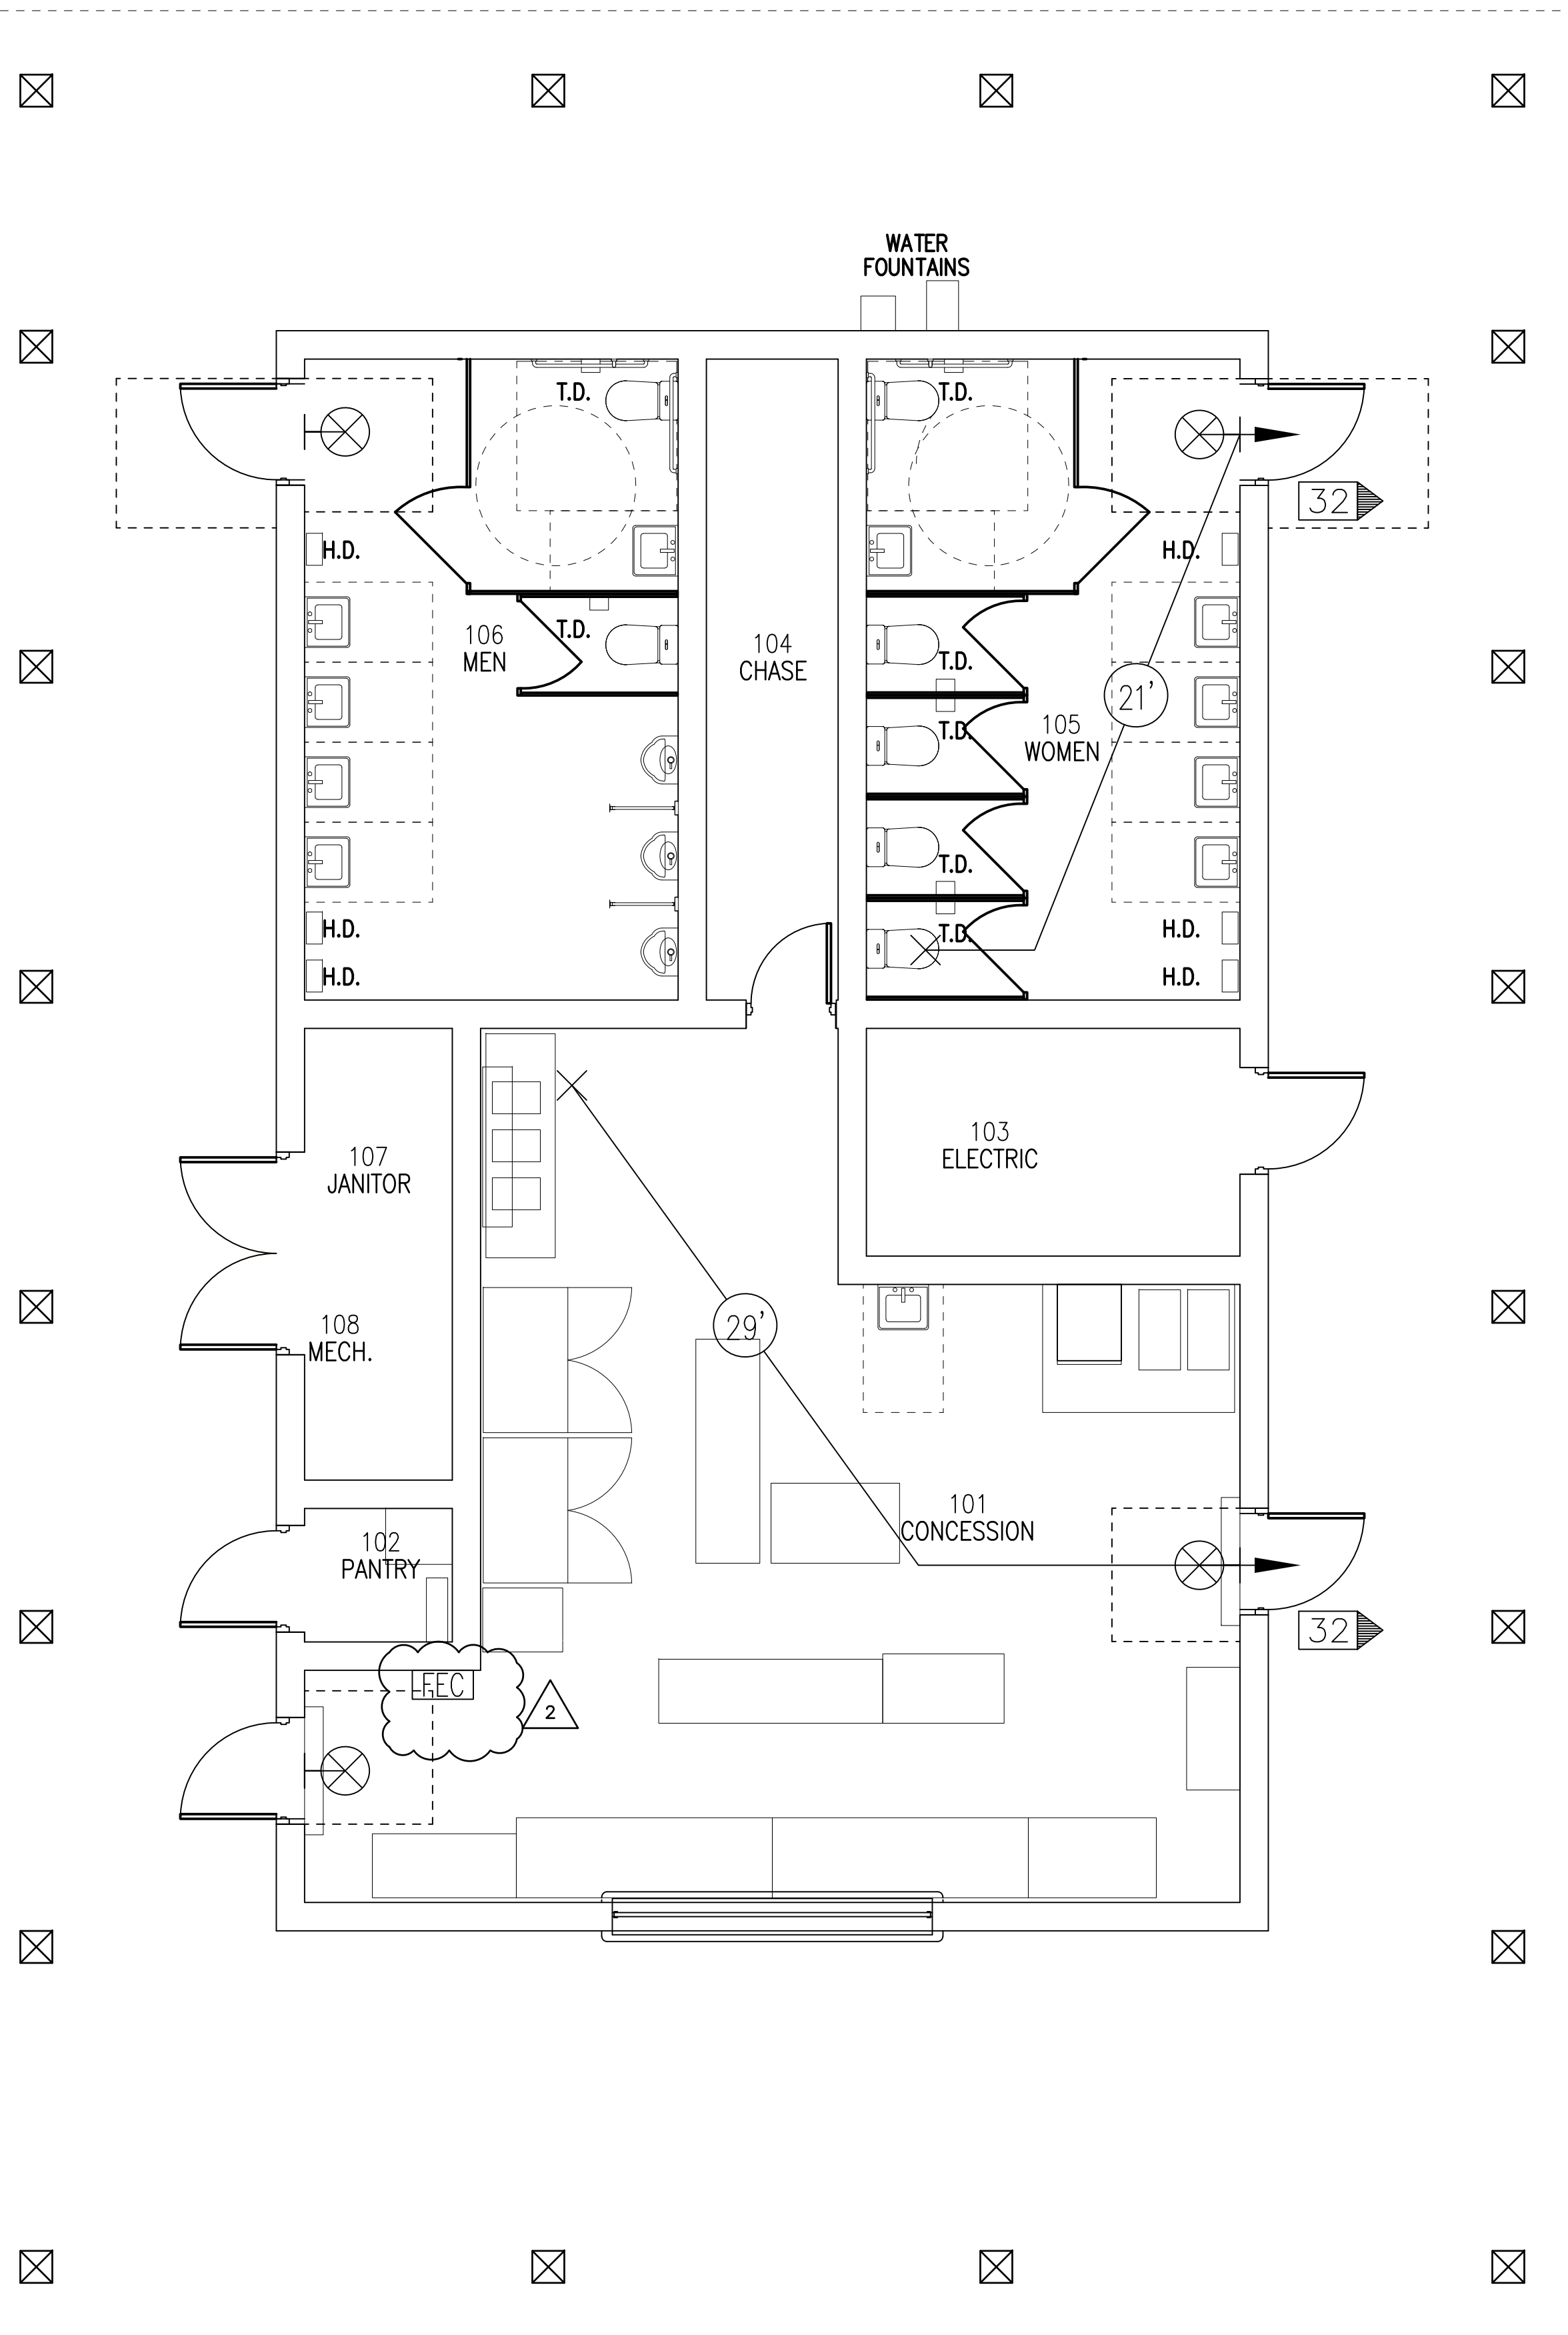 WATER
FOUNTAINS
T.D.
T.D.
32
H.D.
H.D.
T.D.
106
MEN
104
CHASE
T.D.
21'
105
WOMEN
T.D.
T.D.
H.D.
T.D.
H.D.
H.D.
H.D.
107
JANITOR
103
ELECTRIC
108
MECH.
29'
101
CONCESSION
102
PANTRY
32
FEC
2